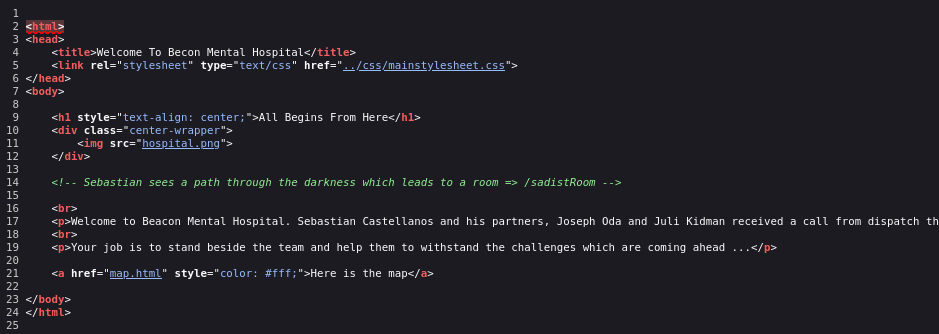 1
2 <html>
3 <head>
4     <title>Welcome To Becon Mental Hospital</title>
5     <link rel="stylesheet" type="text/css" href="../css/mainstylesheet.css">
6 </head>
7 <body>
8
9     <h1 style="text-align: center;">All Begins From Here</h1>
10     <div class="center-wrapper">
11         <img src="hospital.png">
12     </div>
13
14     <!-- Sebastian sees a path through the darkness which leads to a room => /sadistRoom -->
15
16     <br>
17     <p>Welcome to Beacon Mental Hospital. Sebastian Castellanos and his partners, Joseph Oda and Juli Kidman received a call from dispatch th
18     <br>
19     <p>Your job is to stand beside the team and help them to withstand the challenges which are coming ahead ...</p>
20
21     <a href="map.html" style="color: #fff;">Here is the map</a>
22
23 </body>
24 </html>
25